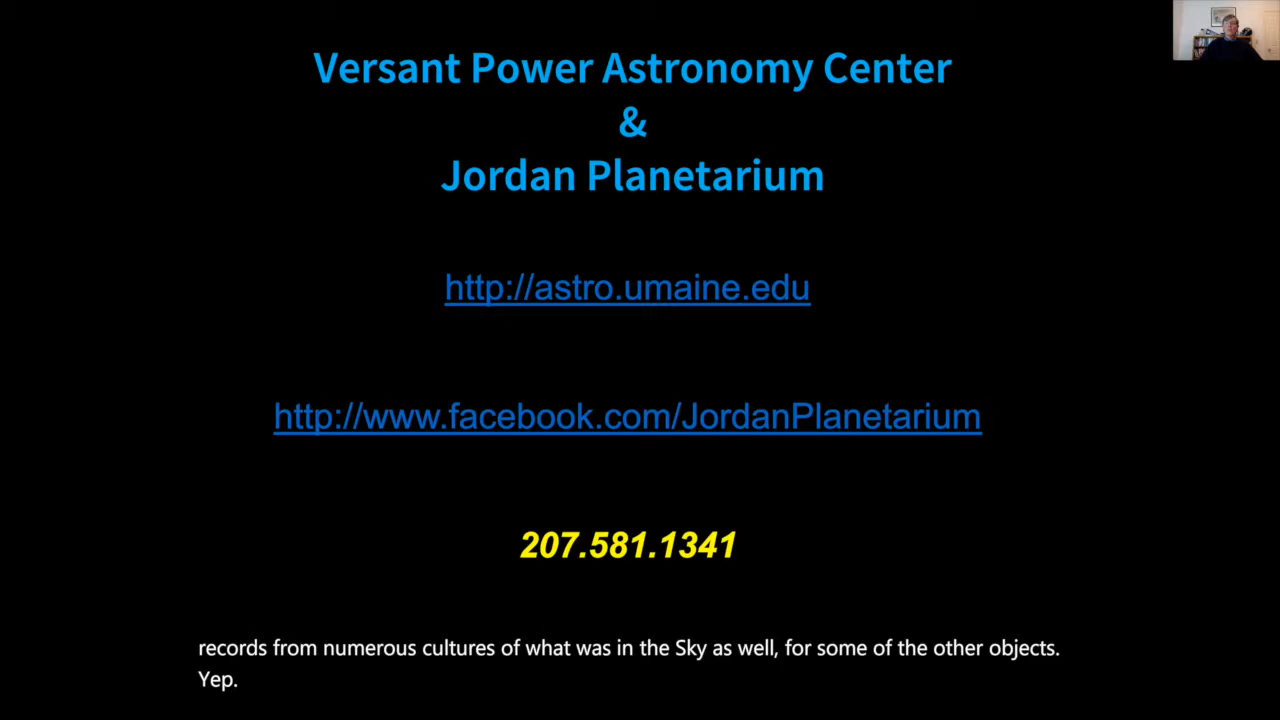 Versant Power Astronomy Center
&
Jordan Planetarium
http://astro.umaine.edu
http://www.facebook.com/JordanPlanetarium
207.581.1341
records from numerous cultures of what was in the Sky as well, for some of the other objects.
Yep.